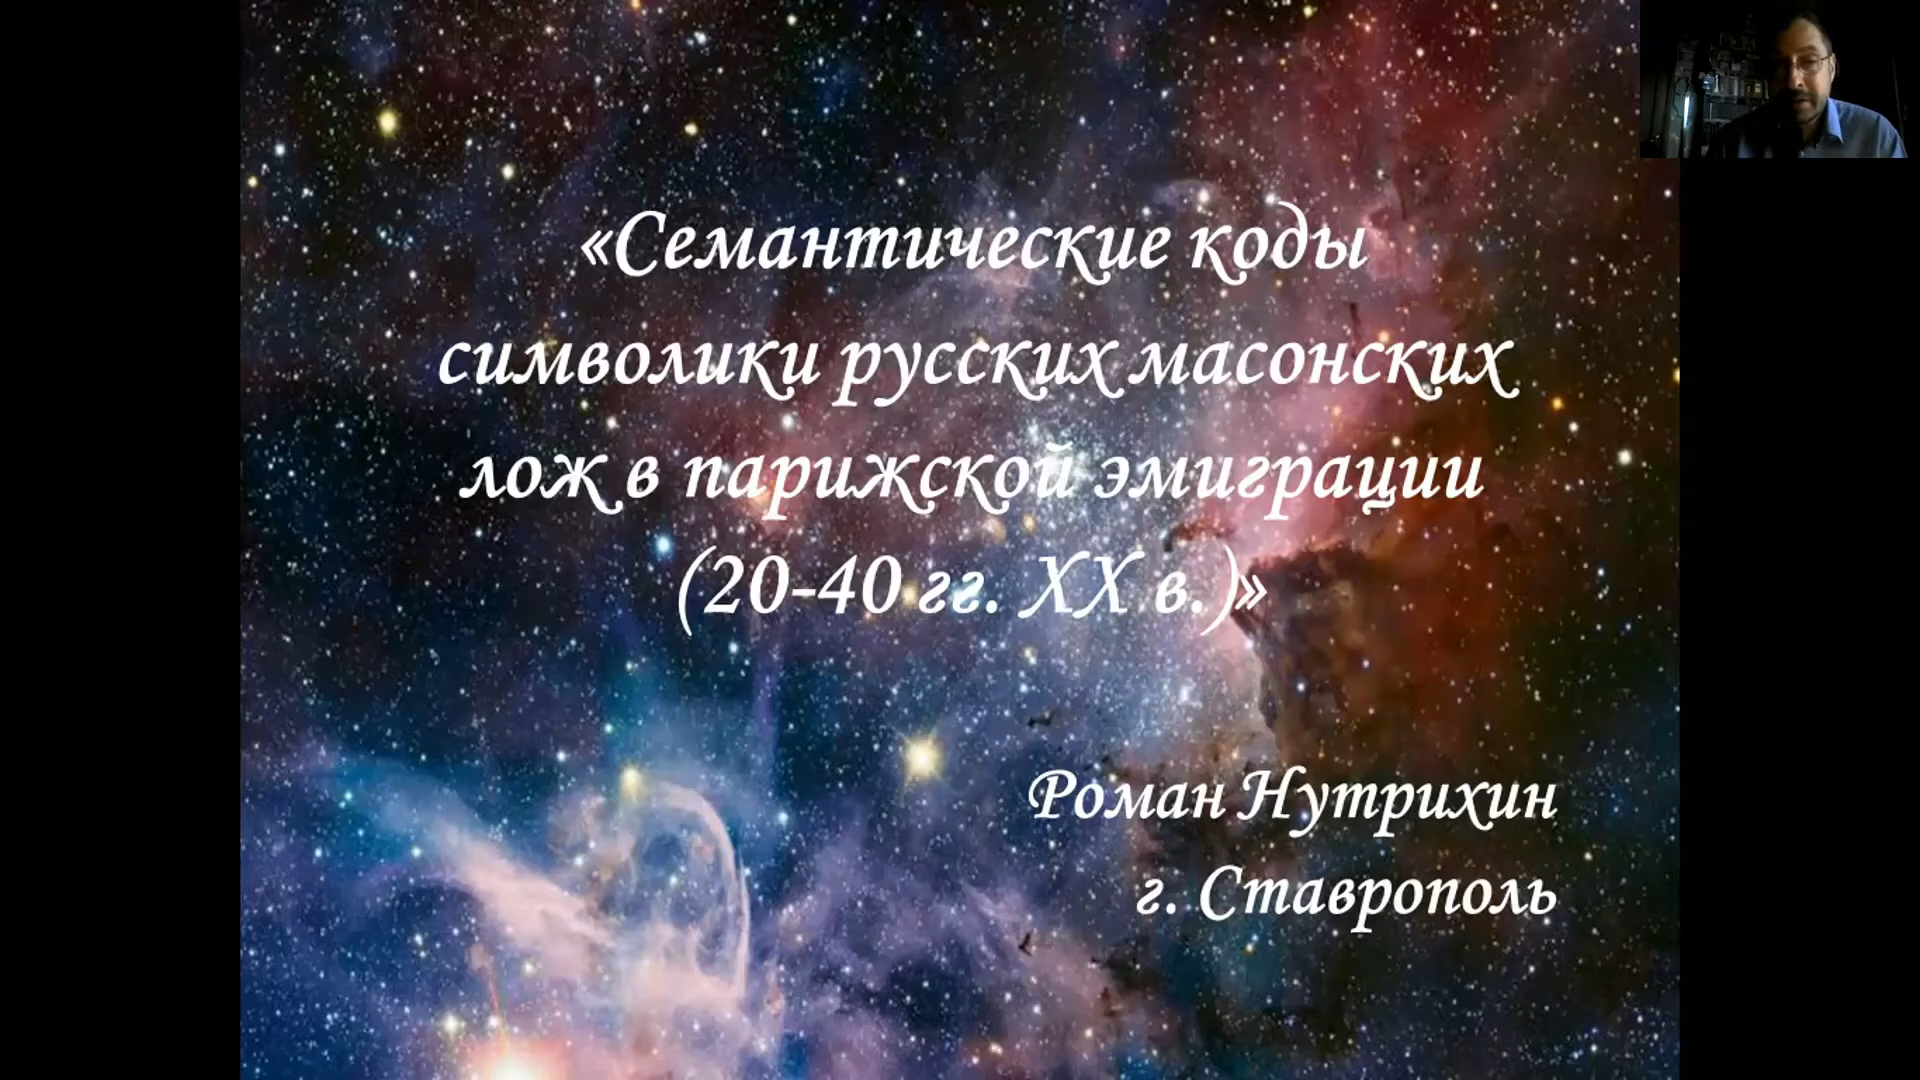 «Семантические коды
символики русских масонских
лож в парижской эмиграции
(20-40 гг. XX в.)»
Роман Нутрихин
г. Ставрополь